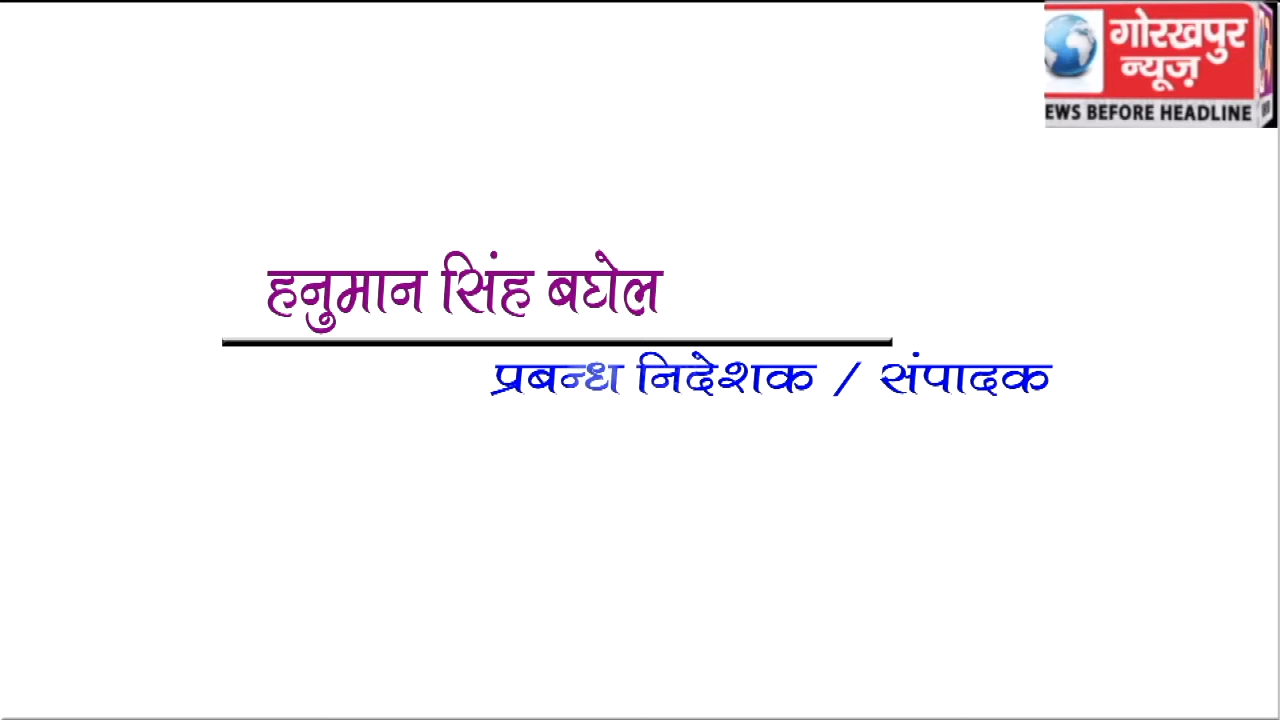 गोरखपुर
न्यूज़
EWS BEFORE HEADLINE
हनुमान सिंह बघेल
प्रबन्ध निदेशक / संपादक